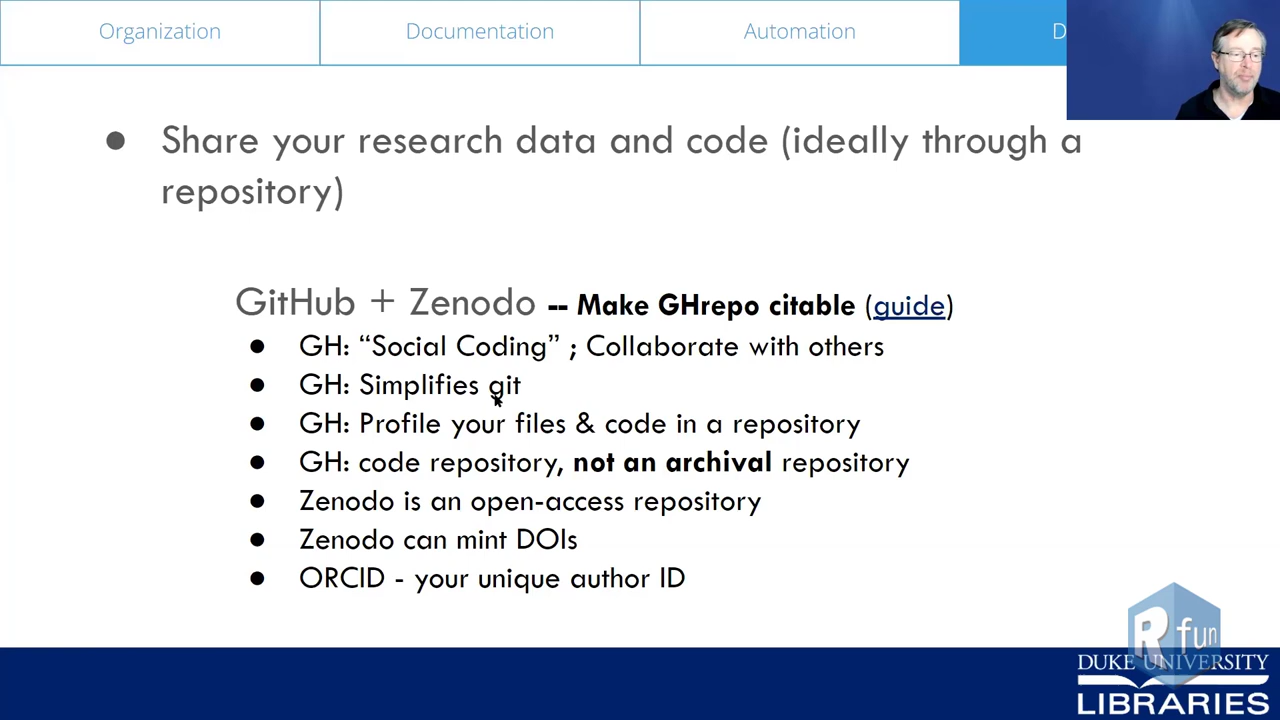 Organization
Documentation
Automation
D
● Share your research data and code (ideally through a
repository)
GitHub + Zenodo -- Make GHrepo citable (guide)
● GH: “Social Coding” ; Collaborate with others
● GH: Simplifies git
● GH: Profile your files & code in a repository
● GH: code repository, not an archival repository
● Zenodo is an open-access repository
● Zenodo can mint DOIs
● ORCID - your unique author ID
R fun
DUKE UNIVERSITY
LIBRARIES